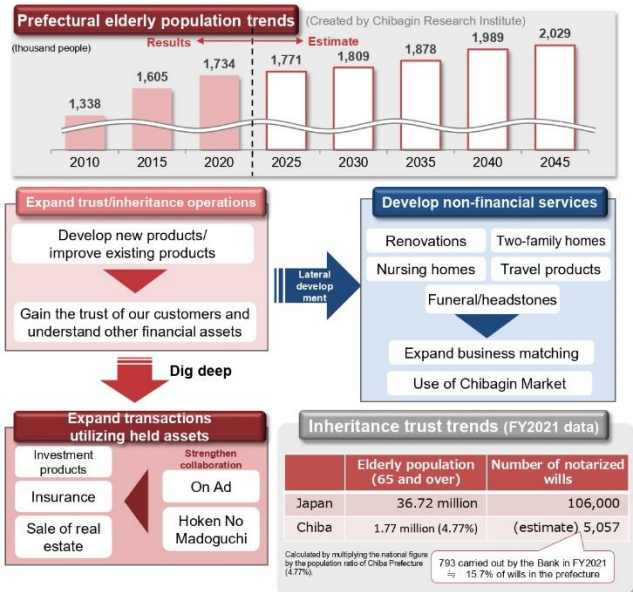 Prefectural elderly population trends
(Created by Chibagin Research Institute)
(thousand people)
Results
Estimate
1,338
1,605
1,734
1,771
1,809
1,878
1,989
2,029
2010
2015
2020
2025
2030
2035
2040
2045
Expand trust/inheritance operations
Develop new products/
improve existing products
Gain the trust of our customers and
understand other financial assets
Lateral
develop
ment
Develop non-financial services
Renovations
Two-family homes
Nursing homes
Travel products
Funeral/headstones
Expand business matching
Use of Chibagin Market
Dig deep
Expand transactions
utilizing held assets
Investment
products
Insurance
Sale of real
estate
Strengthen
collaboration
On Ad
Hoken No
Madoguchi
Inheritance trust trends (FY2021 data)
Elderly population
(65 and over)
Number of notarized
wills
Japan
36.72 million
106,000
Chiba
1.77 million (4.77%)
(estimate) 5,057
Calculated by multiplying the national figure
by the population ratio of Chiba Prefecture
(4.77%).
793 carried out by the Bank in FY2021
≒ 15.7% of wills in the prefecture